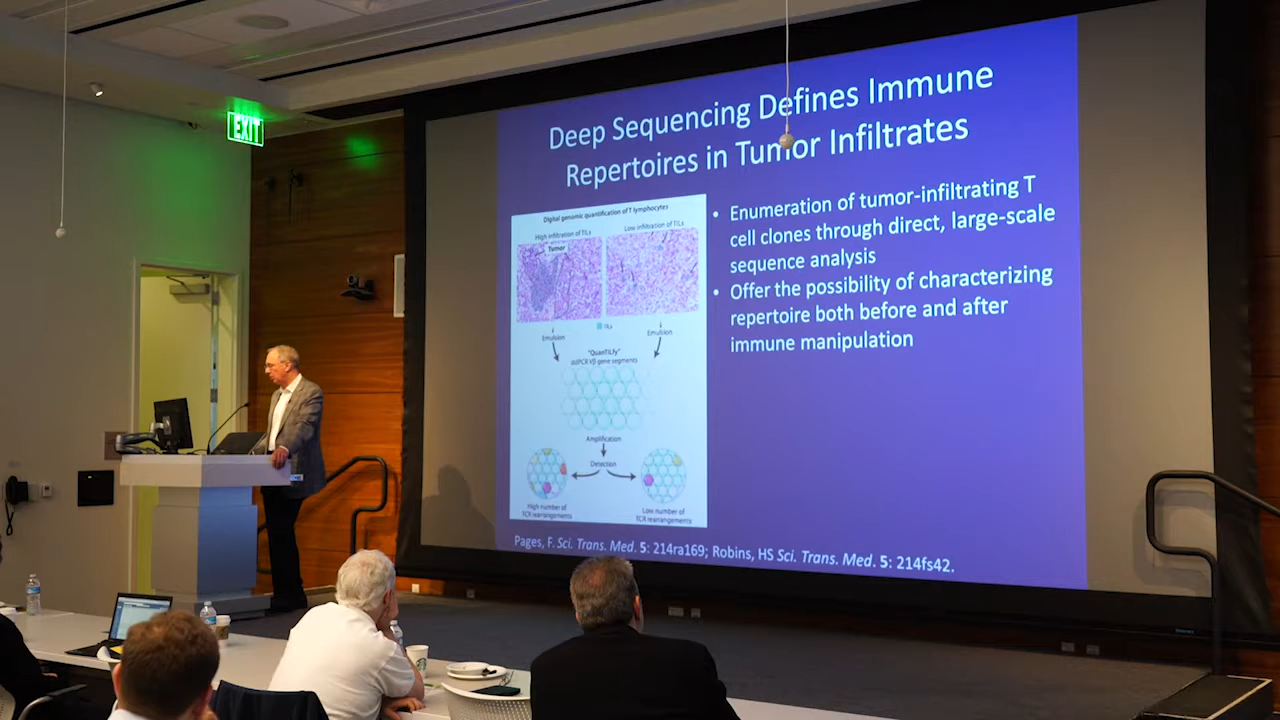 EXIT
Deep Sequencing Defines Immune
Repertoires in Tumor Infiltrates
Digital genomic quantification of T lymphocytes
High infiltration of TILs
Low infiltration of TILs
Tumor
TILs
Emulsion
Emulsion
"QuanTILfy"
ddPCR Vβ gene segments
Amplification
Detection
High number of
TCR rearrangements
Low number of
TCR rearrangements
• Enumeration of tumor-infiltrating T
cell clones through direct, large-scale
sequence analysis
• Offer the possibility of characterizing
repertoire both before and after
immune manipulation
Pages, F. Sci. Trans. Med. 5: 214ra169; Robins, HS Sci. Trans. Med. 5: 214fs42.